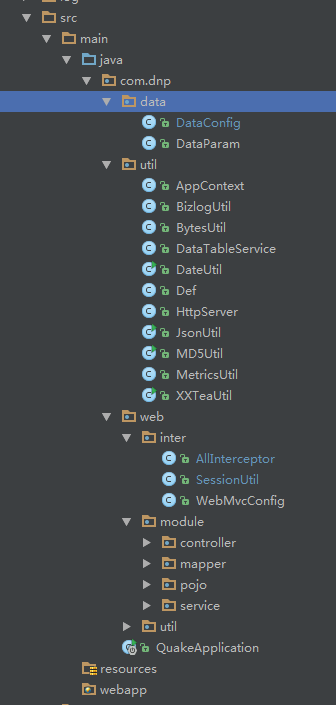 src
main
java
com.dnp
data
DataConfig
DataParam
util
AppContext
BizlogUtil
BytesUtil
DataTableService
DateUtil
Def
HttpServer
JsonUtil
MD5Util
MetricsUtil
XXTeaUtil
web
inter
AllInterceptor
SessionUtil
WebMvcConfig
module
controller
mapper
pojo
service
util
QuakeApplication
resources
webapp